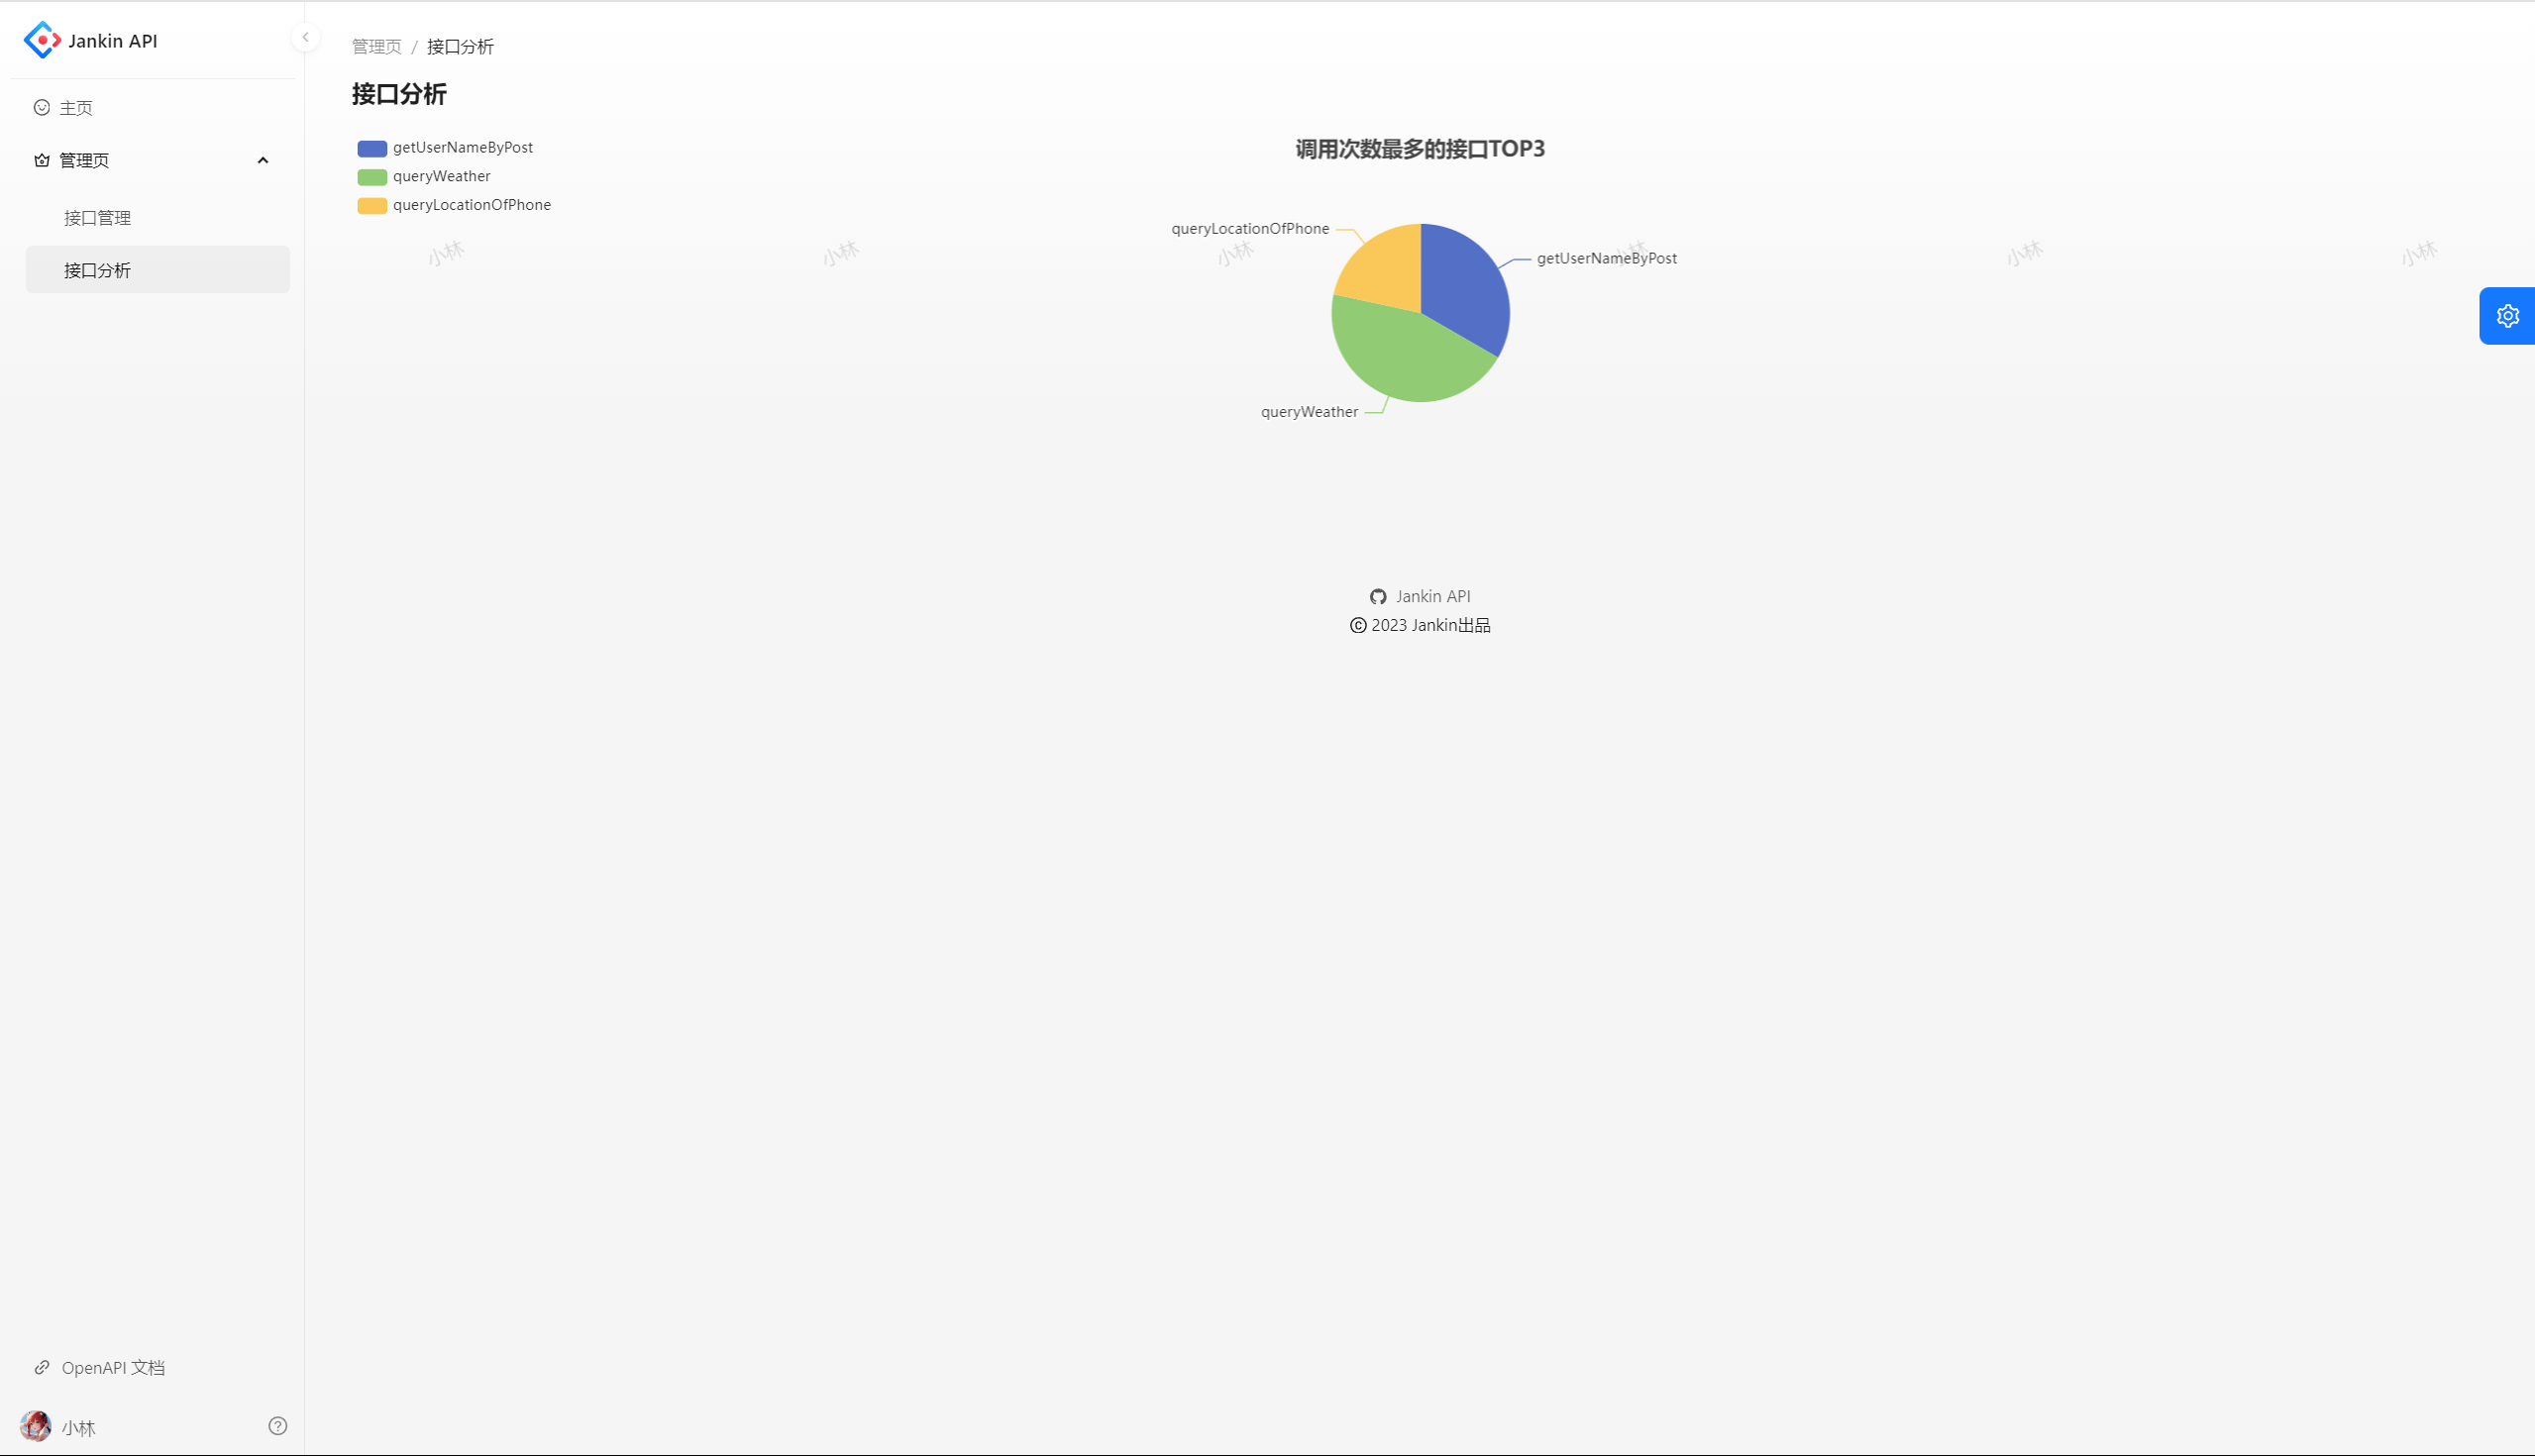 Jankin API
主页
管理页
接口管理
接口分析
OpenAPI 文档
小林
管理页 / 接口分析
接口分析
getUserNameByPost
queryWeather
queryLocationOfPhone
调用次数最多的接口TOP3
queryLocationOfPhone
getUserNameByPost
queryWeather
小林 小林 小林 小林 小林 小林
Jankin API
© 2023 Jankin出品